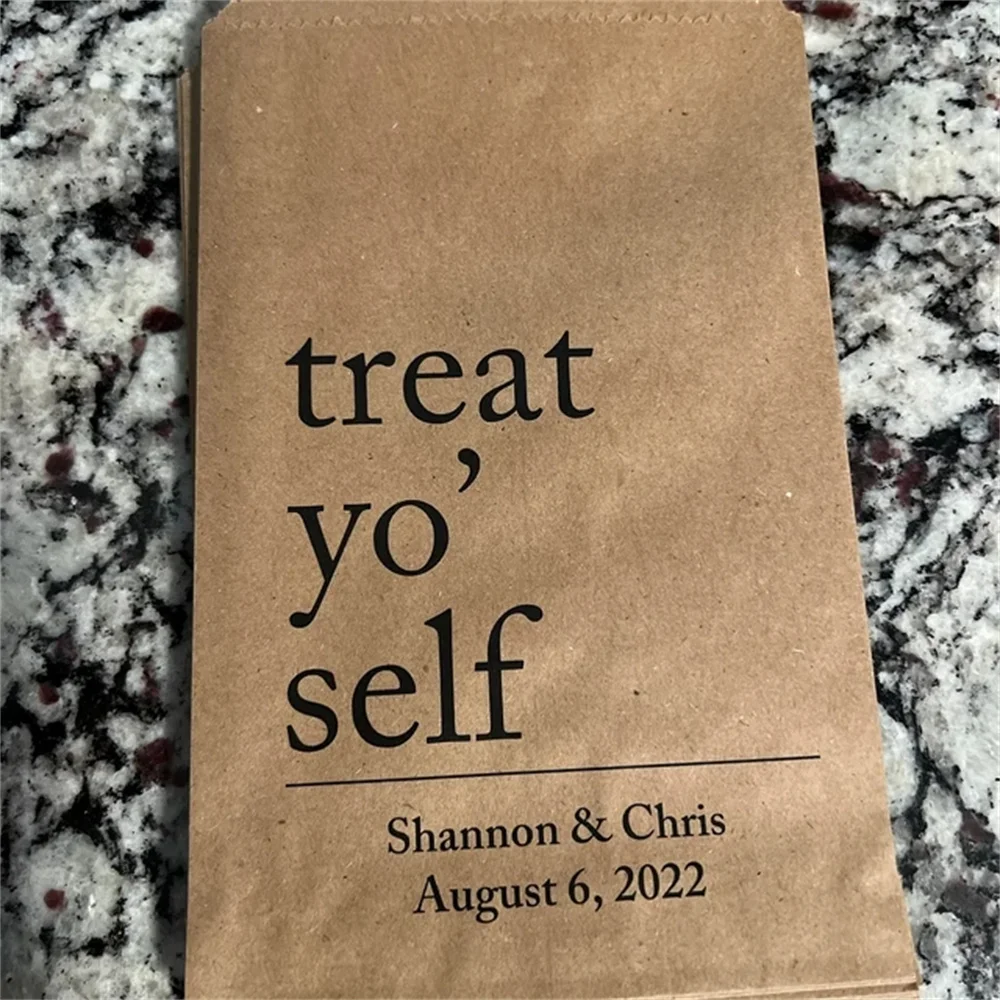 treat
yo’
self
Shannon & Chris
August 6, 2022